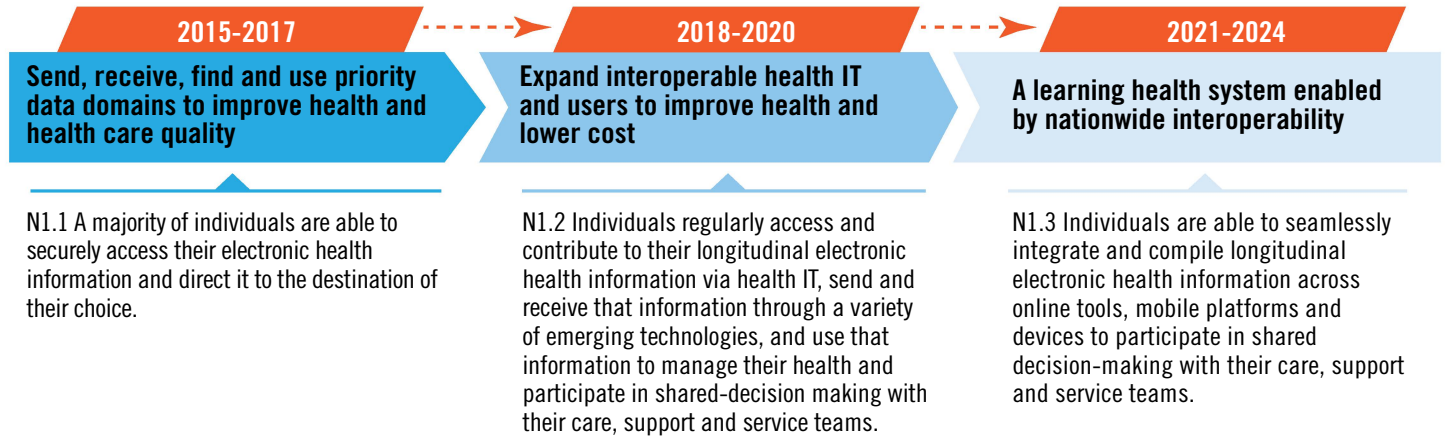 2015-2017
Send, receive, find and use priority
data domains to improve health and
health care quality
N1.1 A majority of individuals are able to
securely access their electronic health
information and direct it to the destination of
their choice.
2018-2020
Expand interoperable health IT
and users to improve health and
lower cost
N1.2 Individuals regularly access and
contribute to their longitudinal electronic
health information via health IT, send and
receive that information through a variety
of emerging technologies, and use that
information to manage their health and
participate in shared-decision making with
their care, support and service teams.
2021-2024
A learning health system enabled
by nationwide interoperability
N1.3 Individuals are able to seamlessly
integrate and compile longitudinal
electronic health information across
online tools, mobile platforms and
devices to participate in shared
decision-making with their care, support
and service teams.